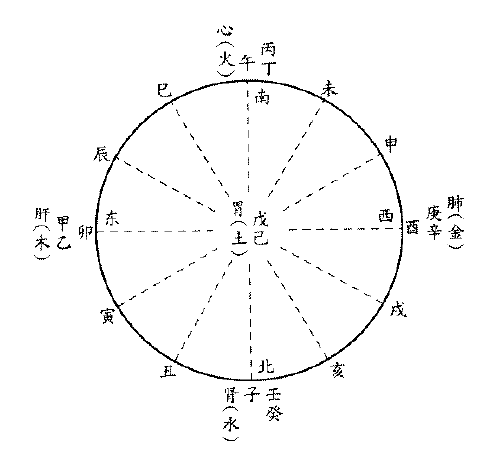 心(火)
午
丙丁
南
巳
未
辰
申
肝(木)
甲乙
卯
东
胃(土)
戊己
西
酉
庚辛
肺(金)
寅
戌
丑
亥
北
肾(水)
子
壬癸